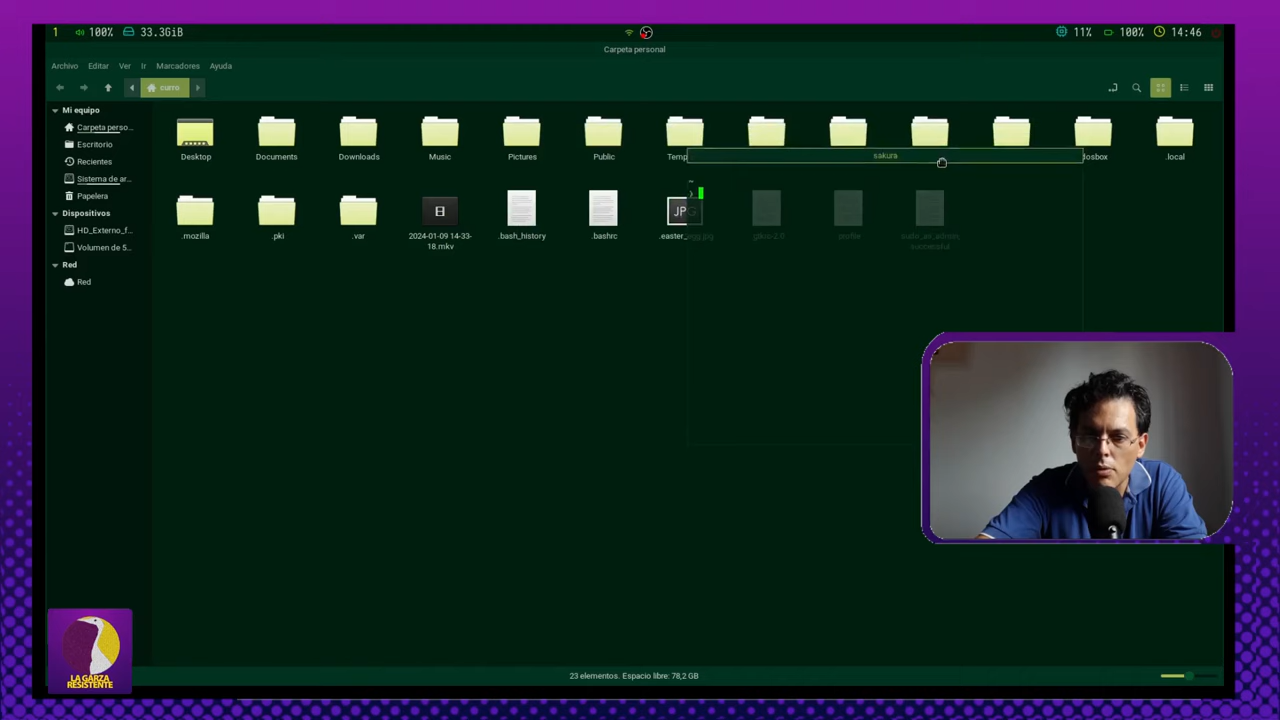 1 100% 33.3GiB
11% 100% 14:46
Carpeta personal
Archivo Editar Ver Ir Marcadores Ayuda
curro
Mi equipo
Carpeta perso...
Escritorio
Recientes
Sistema de ar...
Papelera
Dispositivos
HD_Externo_f...
Volumen de 5...
Red
Red
Desktop Documents Downloads Music Pictures Public Temp .local
sakura
~
.mozilla .pki .var 2024-01-09 14-33-18.mkv .bash_history .bashrc
JPG
23 elementos. Espacio libre: 78,2 GB
LA GARZA
RESISTENTE